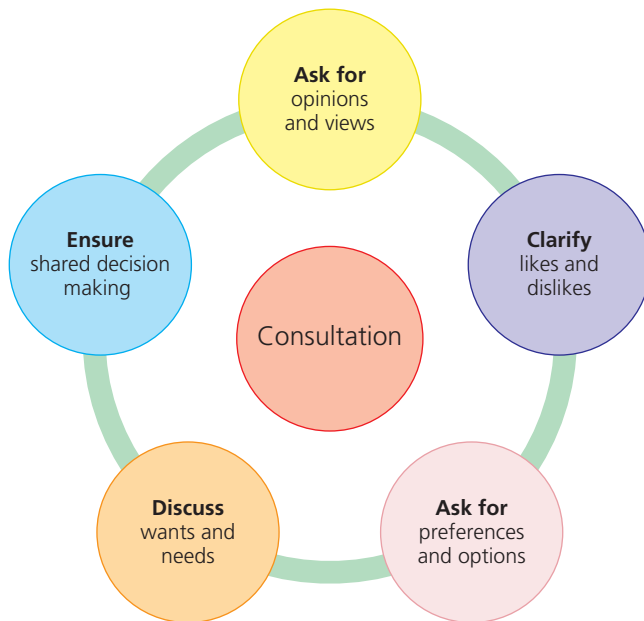 Ask for
opinions
and views
Clarify
likes and
dislikes
Ask for
preferences
and options
Discuss
wants and
needs
Ensure
shared decision
making
Consultation